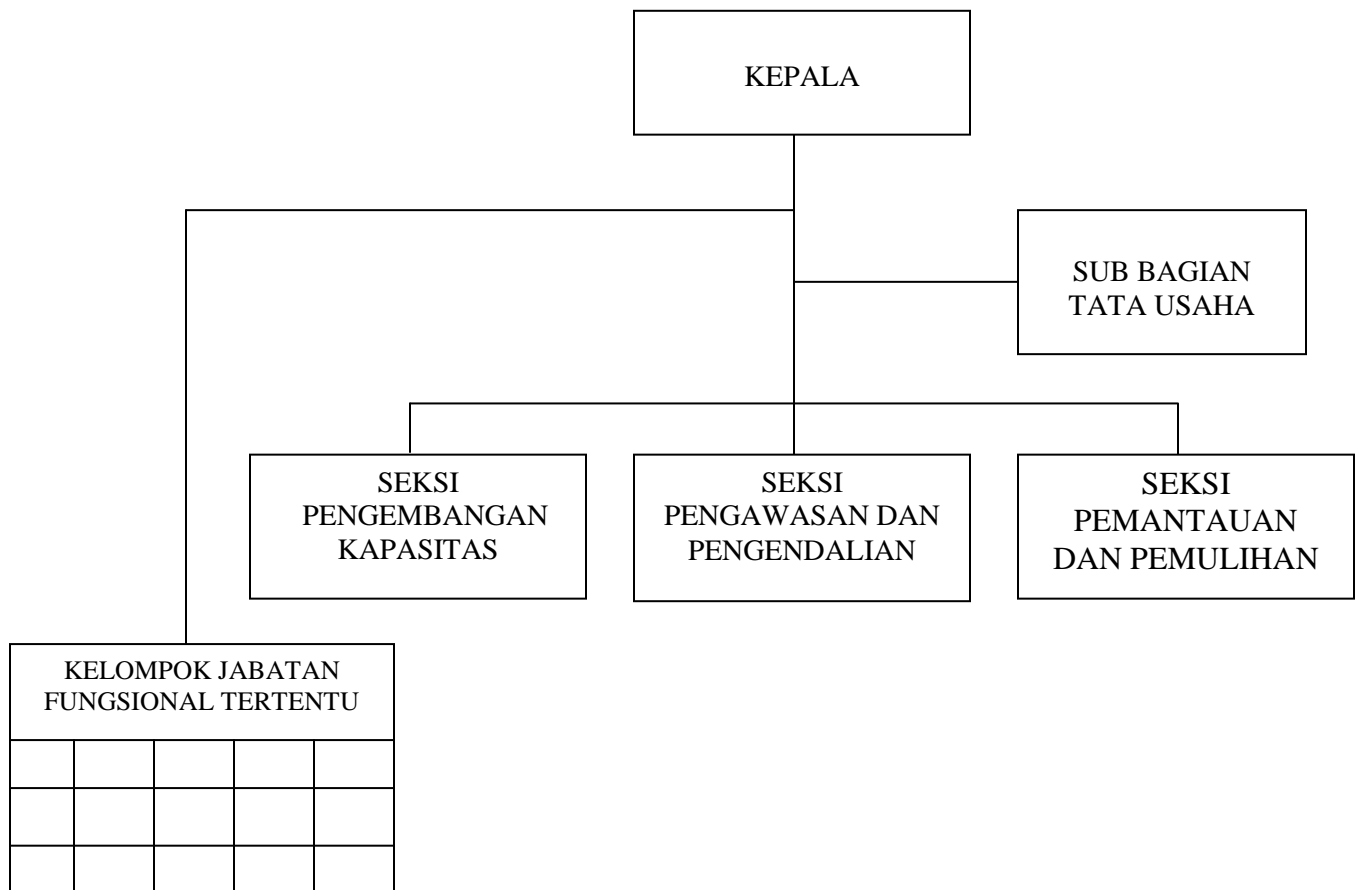 KEPALA
SUB BAGIAN
TATA USAHA
SEKSI
PENGEMBANGAN
KAPASITAS
SEKSI
PENGAWASAN DAN
PENGENDALIAN
SEKSI
PEMANTAUAN
DAN PEMULIHAN
KELOMPOK JABATAN
FUNGSIONAL TERTENTU